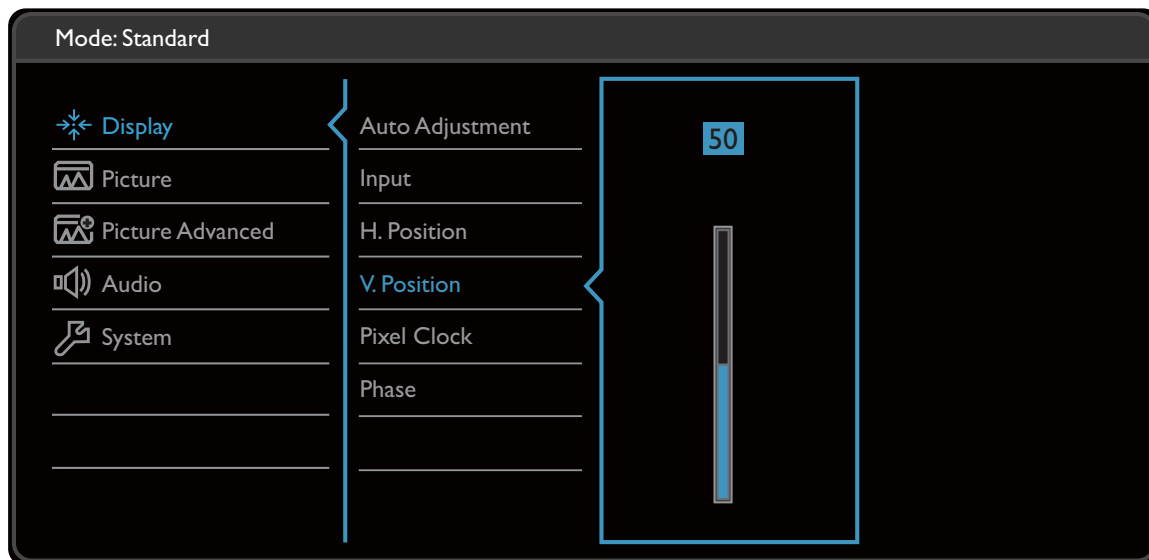 Mode: Standard
Display
Picture
Picture Advanced
Audio
System
Auto Adjustment
Input
H. Position
V. Position
Pixel Clock
Phase
50